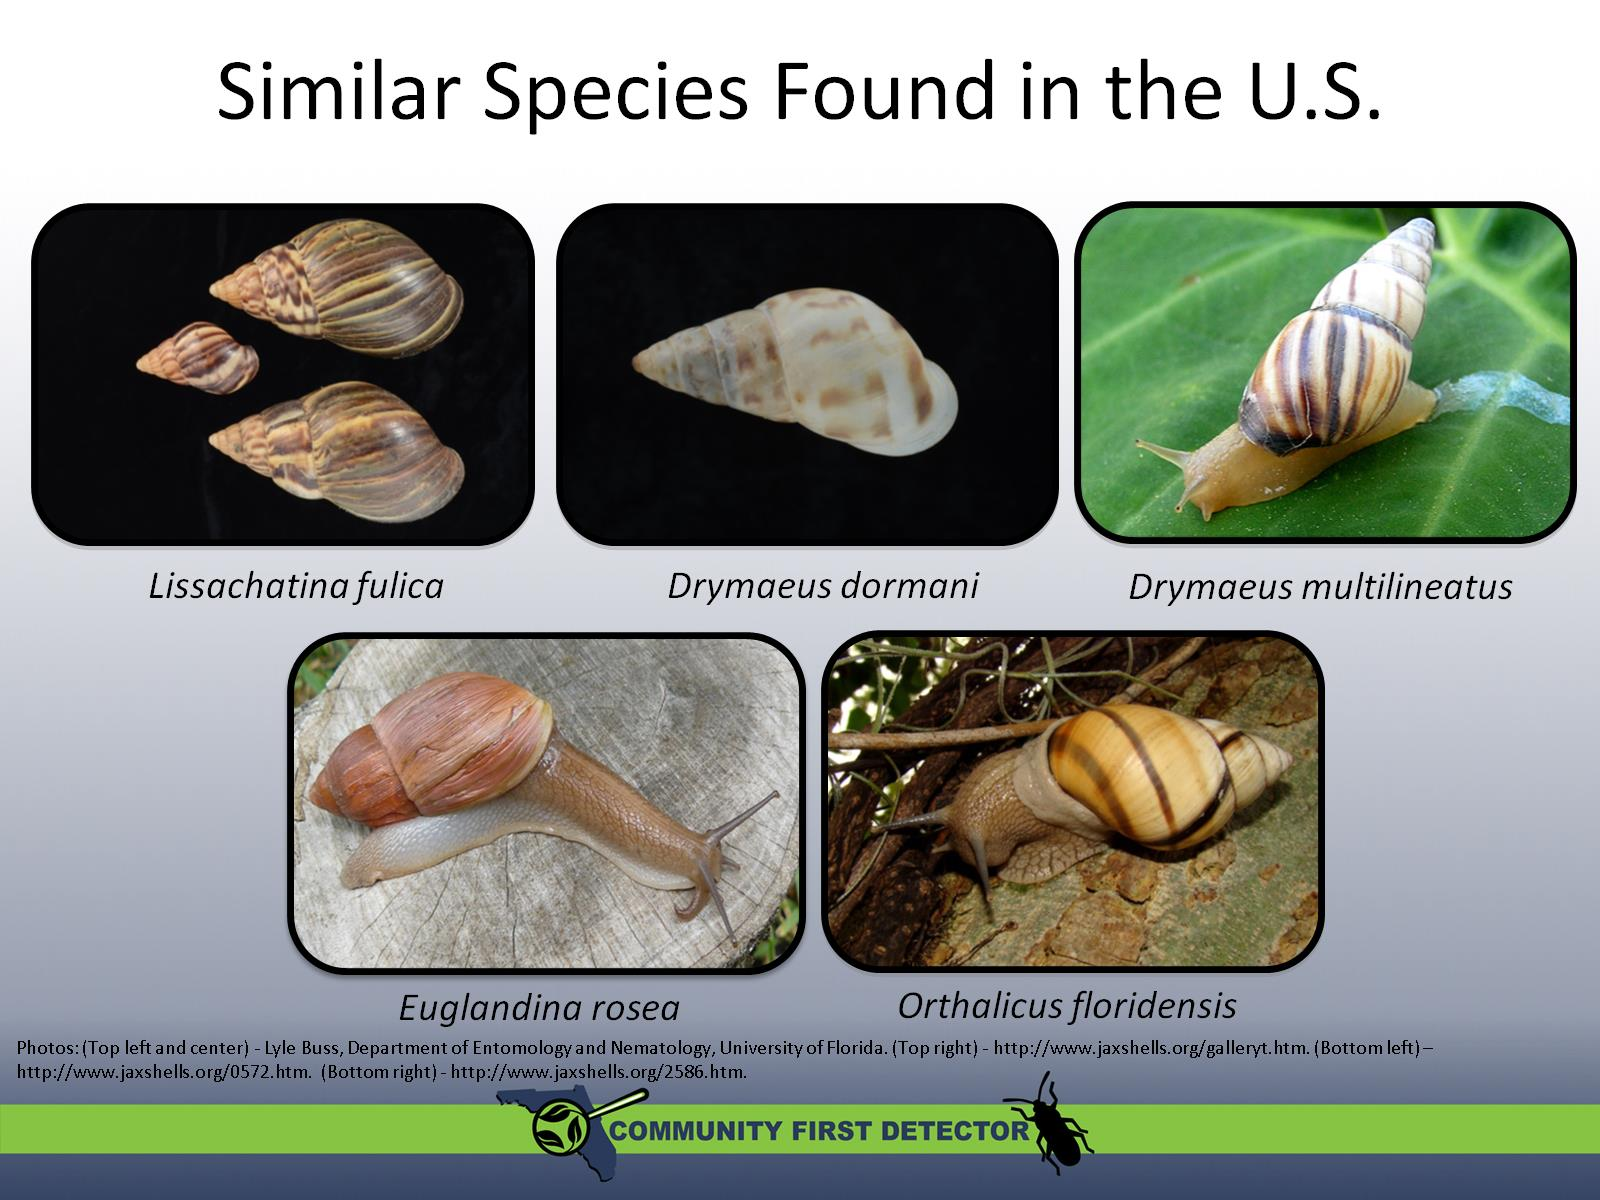 Similar Species Found in the U.S.
Lissachatina fulica
Drymaeus dormani
Drymaeus multilineatus
Euglandina rosea
Orthalicus floridensis
Photos: (Top left and center) - Lyle Buss, Department of Entomology and Nematology, University of Florida. (Top right) - http://www.jaxshells.org/galleryt.htm. (Bottom left) –
http://www.jaxshells.org/0572.htm. (Bottom right) - http://www.jaxshells.org/2586.htm.
COMMUNITY FIRST DETECTOR